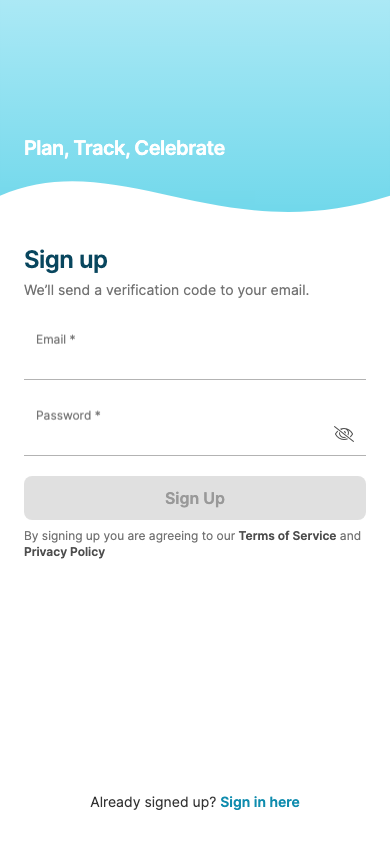 Plan, Track, Celebrate
Sign up
We’ll send a verification code to your email.
Email *
Password *
Sign Up
By signing up you are agreeing to our Terms of Service and
Privacy Policy
Already signed up? Sign in here